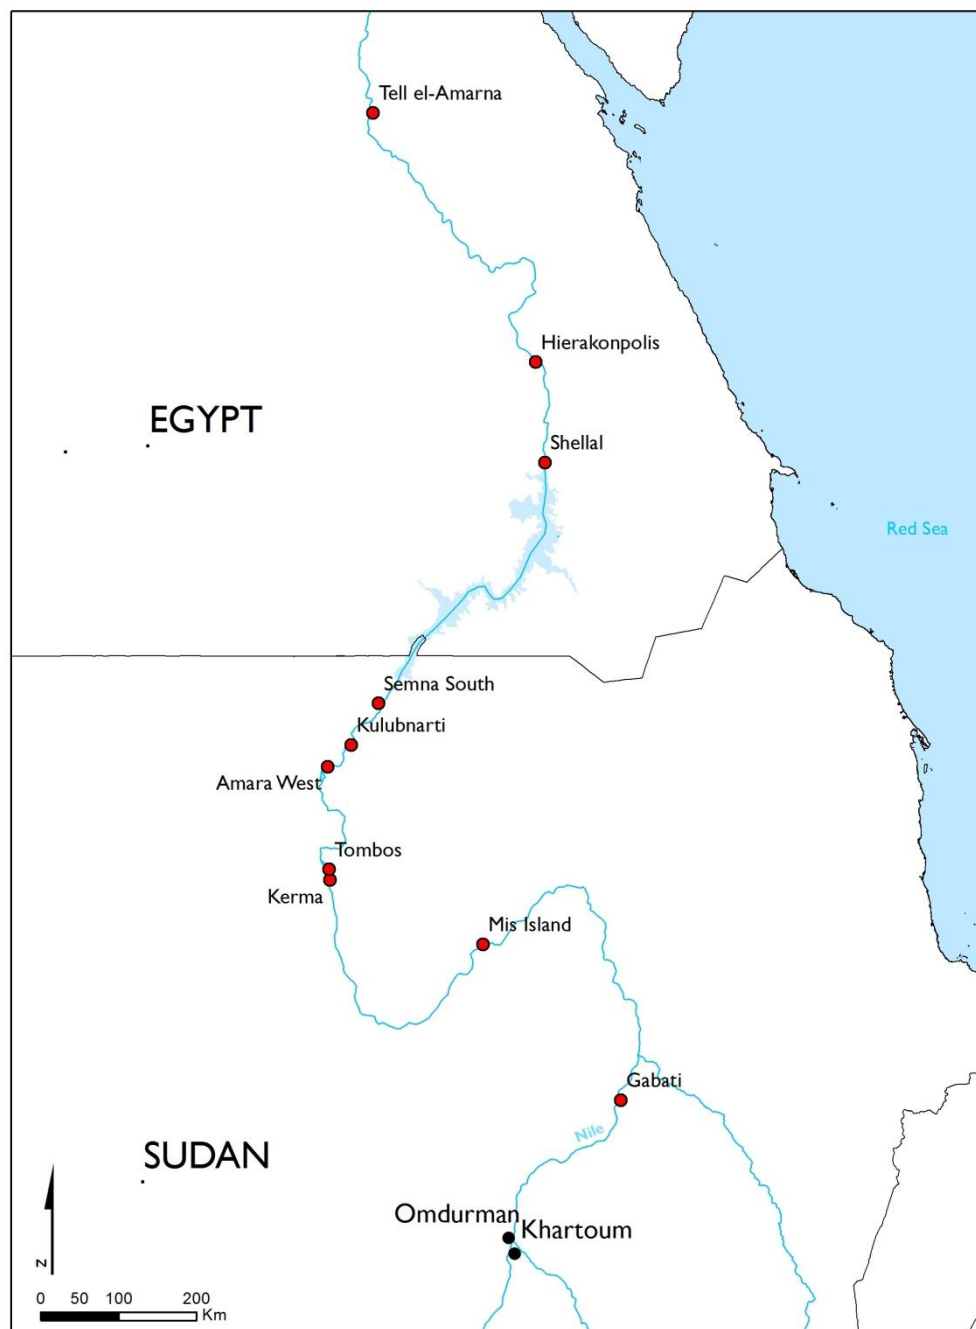 Tell el-Amarna
Hierakonpolis
EGYPT
Shellal
Red Sea
Semna South
Kulubnarti
Amara West
Tombos
Kerma
Mis Island
Gabati
Nile
SUDAN
Omdurman
Khartoum
N
0 50 100 200
Km